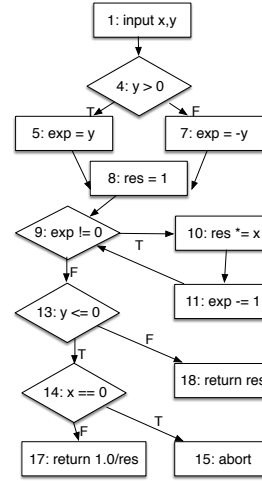 1: input x,y
4: y > 0
T F
5: exp = y 7: exp = -y
8: res = 1
9: exp != 0 10: res *= x
T
F 11: exp -= 1
13: y <= 0
F
T 18: return res
14: x == 0
T
F
17: return 1.0/res 15: abort